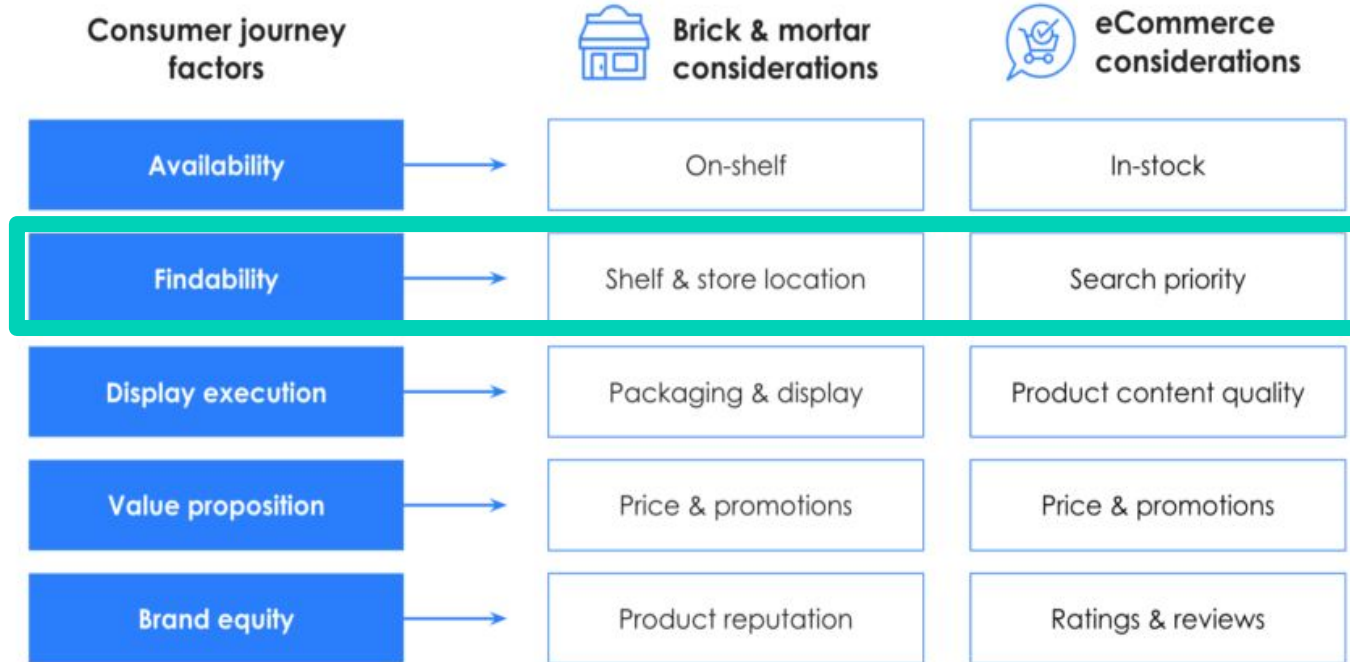 Consumer journey
factors
Brick & mortar
considerations
eCommerce
considerations
Availability
On-shelf
In-stock
Findability
Shelf & store location
Search priority
Display execution
Packaging & display
Product content quality
Value proposition
Price & promotions
Price & promotions
Brand equity
Product reputation
Ratings & reviews